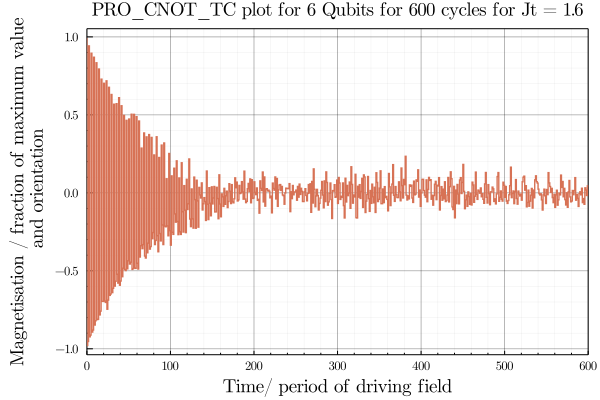 PRO_CNOT_TC plot for 6 Qubits for 600 cycles for Jt = 1.6
Magnetisation / fraction of maximum value
and orientation
1.0
0.5
0.0
−0.5
−1.0
0 100 200 300 400 500 600
Time/ period of driving field